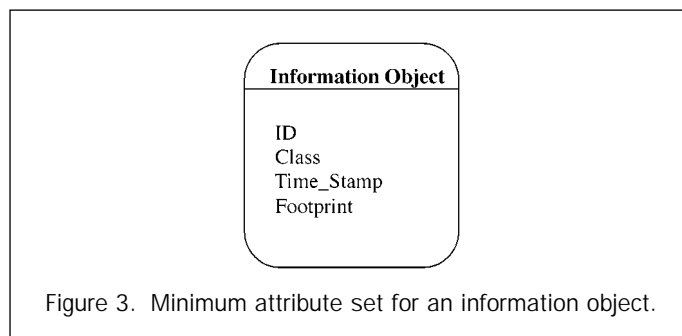 Information Object
ID
Class
Time_Stamp
Footprint
Figure 3. Minimum attribute set for an information object.